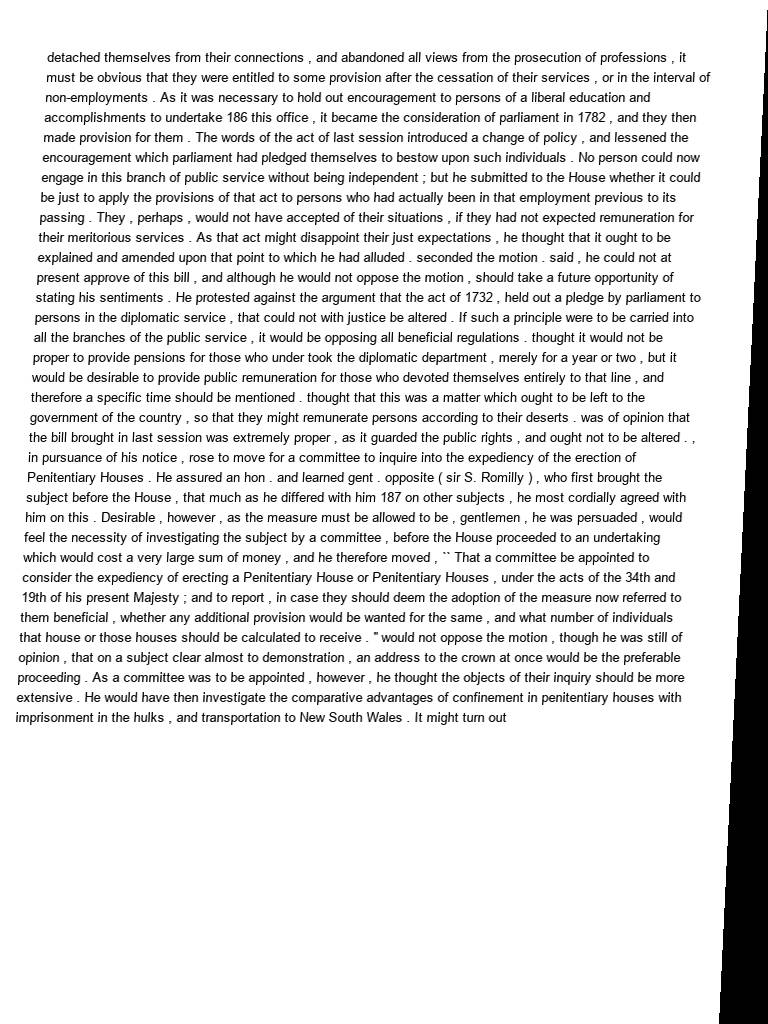 detached themselves from their connections , and abandoned all views from the prosecution of professions , it
must be obvious that they were entitled to some provision after the cessation of their services , or in the interval of
non-employments . As it was necessary to hold out encouragement to persons of a liberal education and
accomplishments to undertake 186 this office , it became the consideration of parliament in 1782 , and they then
made provision for them . The words of the act of last session introduced a change of policy , and lessened the
encouragement which parliament had pledged themselves to bestow upon such individuals . No person could now
engage in this branch of public service without being independent ; but he submitted to the House whether it could
be just to apply the provisions of that act to persons who had actually been in that employment previous to its
passing . They , perhaps , would not have accepted of their situations , if they had not expected remuneration for
their meritorious services . As that act might disappoint their just expectations , he thought that it ought to be
explained and amended upon that point to which he had alluded . seconded the motion . said , he could not at
present approve of this bill , and although he would not oppose the motion , should take a future opportunity of
stating his sentiments . He protested against the argument that the act of 1732 , held out a pledge by parliament to
persons in the diplomatic service , that could not with justice be altered . If such a principle were to be carried into
all the branches of the public service , it would be opposing all beneficial regulations . thought it would not be
proper to provide pensions for those who under took the diplomatic department , merely for a year or two , but it
would be desirable to provide public remuneration for those who devoted themselves entirely to that line , and
therefore a specific time should be mentioned . thought that this was a matter which ought to be left to the
government of the country , so that they might remunerate persons according to their deserts . was of opinion that
the bill brought in last session was extremely proper , as it guarded the public rights , and ought not to be altered . ,
in pursuance of his notice , rose to move for a committee to inquire into the expediency of the erection of
Penitentiary Houses . He assured an hon . and learned gent . opposite ( sir S. Romilly ) , who first brought the
subject before the House , that much as he differed with him 187 on other subjects , he most cordially agreed with
him on this . Desirable , however , as the measure must be allowed to be , gentlemen , he was persuaded , would
feel the necessity of investigating the subject by a committee , before the House proceeded to an undertaking
which would cost a very large sum of money , and he therefore moved , `` That a committee be appointed to
consider the expediency of erecting a Penitentiary House or Penitentiary Houses , under the acts of the 34th and
19th of his present Majesty ; and to report , in case they should deem the adoption of the measure now referred to
them beneficial , whether any additional provision would be wanted for the same , and what number of individuals
that house or those houses should be calculated to receive . " would not oppose the motion , though he was still of
opinion , that on a subject clear almost to demonstration , an address to the crown at once would be the preferable
proceeding . As a committee was to be appointed , however , he thought the objects of their inquiry should be more
extensive . He would have then investigate the comparative advantages of confinement in penitentiary houses with
imprisonment in the hulks , and transportation to New South Wales . It might turn out